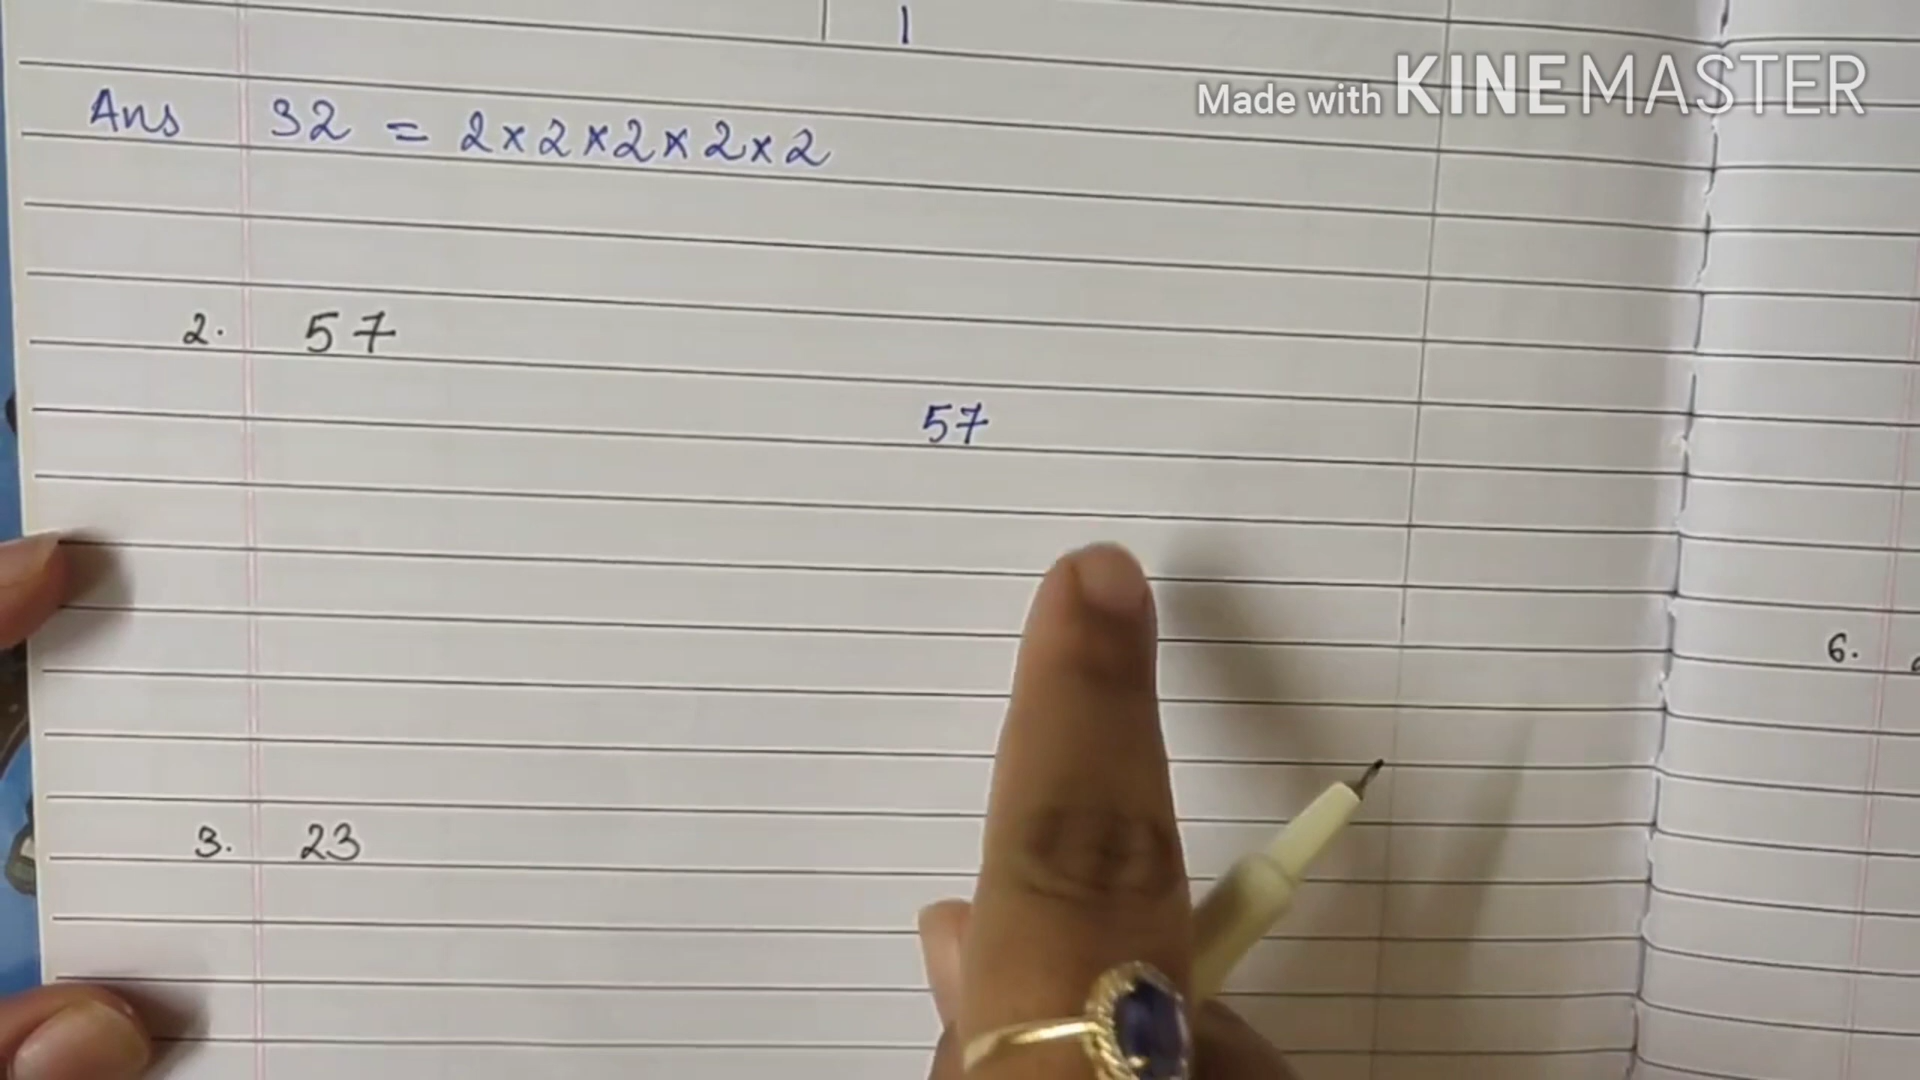 1
Made with KINEMASTER
Ans 32 = 2×2×2×2×2
2. 57
57
6.
3. 23